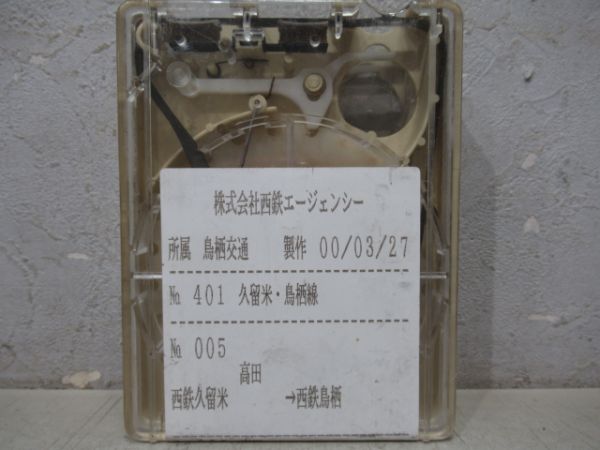 株式会社西鉄エージェンシー
所属 鳥栖交通 製作 00/03/27
№ 401 久留米・鳥栖線
№ 005
高田
西鉄久留米 →西鉄鳥栖